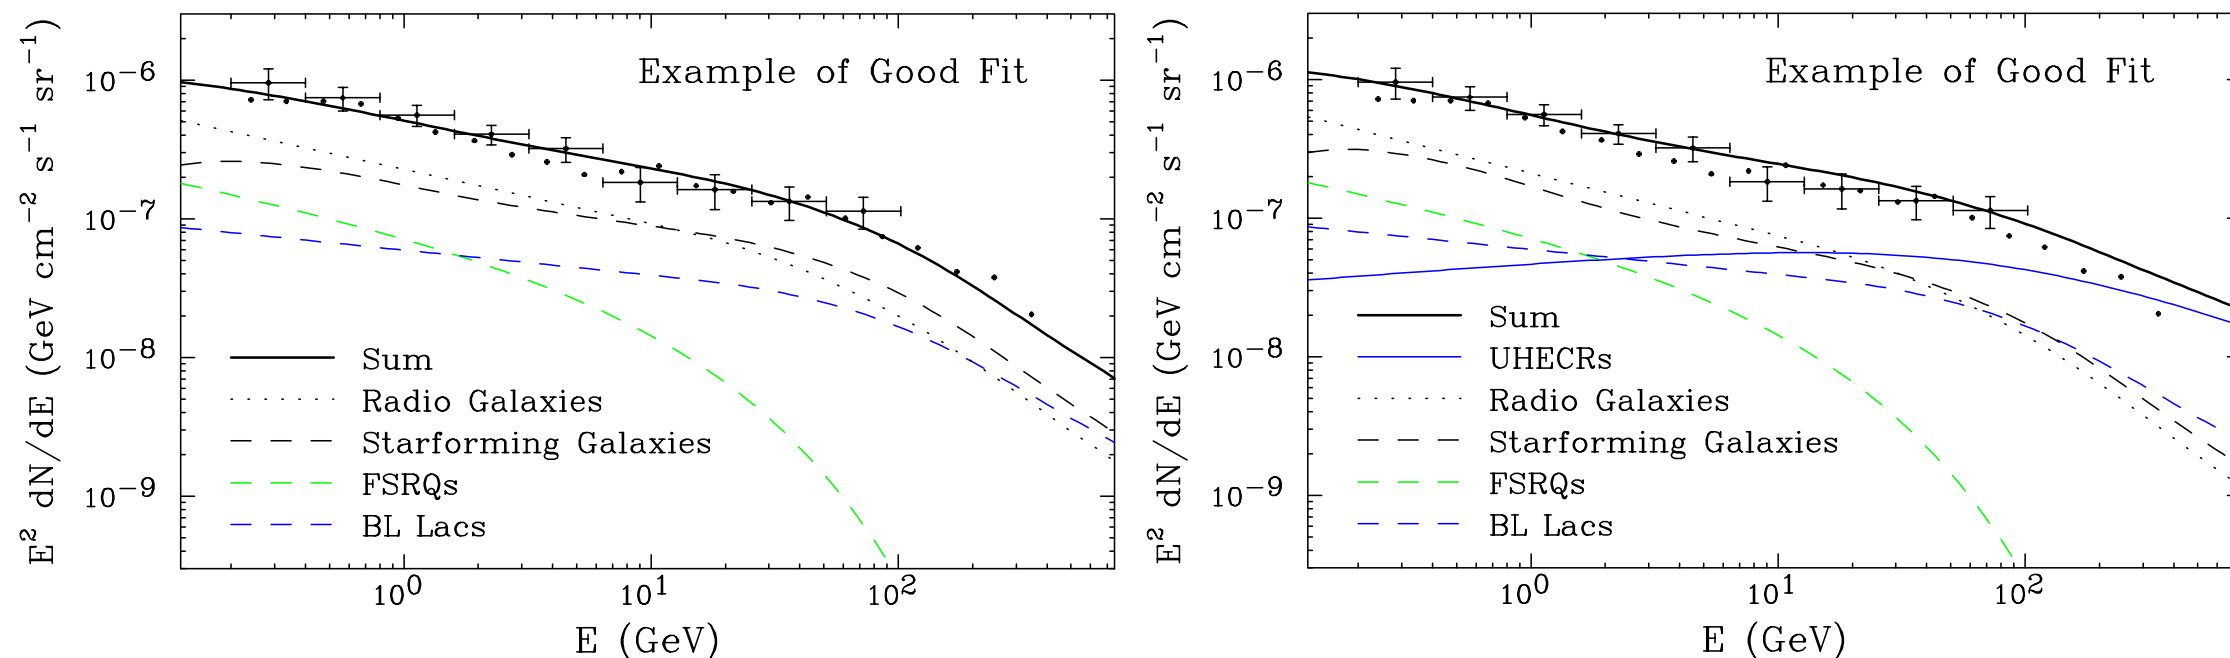 Example of Good Fit
E² dN/dE (GeV cm⁻² s⁻¹ sr⁻¹)
10⁻⁶
10⁻⁷
10⁻⁸
10⁻⁹
Sum
Radio Galaxies
Starforming Galaxies
FSRQs
BL Lacs
10⁰ 10¹ 10²
E (GeV)
Example of Good Fit
E² dN/dE (GeV cm⁻² s⁻¹ sr⁻¹)
10⁻⁶
10⁻⁷
10⁻⁸
10⁻⁹
Sum
UHECRs
Radio Galaxies
Starforming Galaxies
FSRQs
BL Lacs
10⁰ 10¹ 10²
E (GeV)